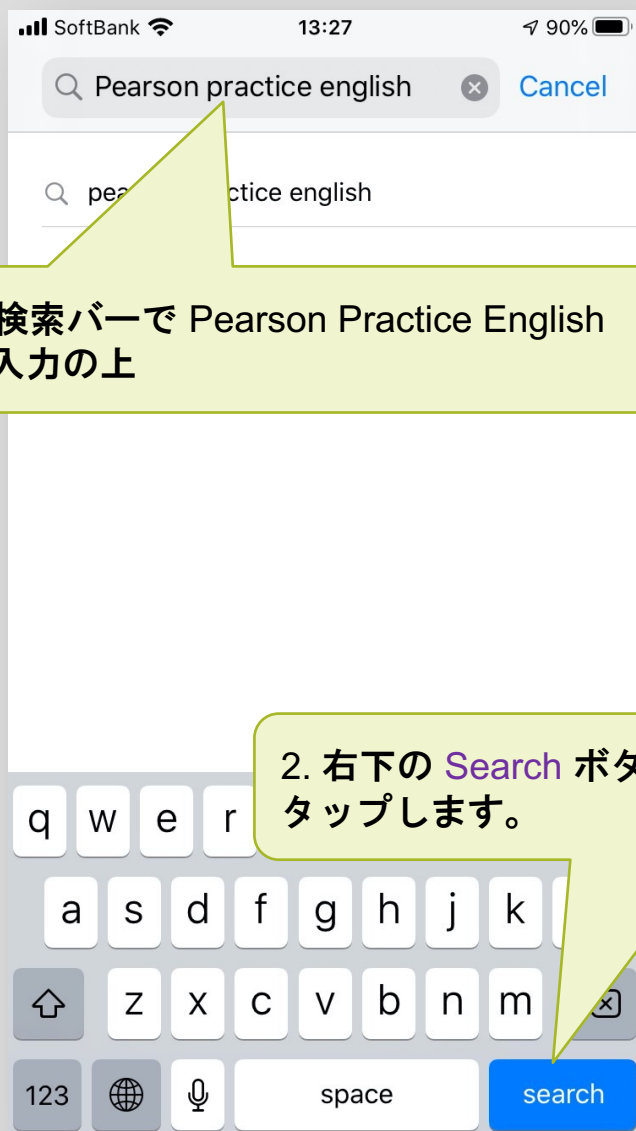 SoftBank 13:27 90%
Pearson practice english Cancel
ctice english
検索バーで Pearson Practice English
入力の上
2. 右下の Search ボタ
タップします。
q w e r
a s d f g h j k
z x c v b n m
123 space search